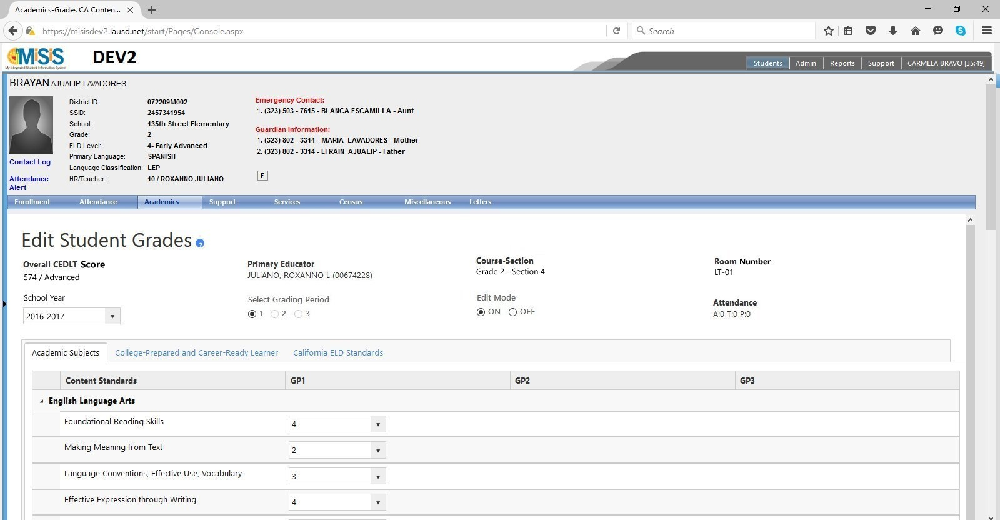 Academics-Grades CA Conten...
https://misisdev2.lausd.net/start/Pages/Console.aspx
Search
MiSiS
My Integrated Student Information System
DEV2
Students
Admin
Reports
Support
CARMELA BRAVO [35:49]
BRAYAN AJUALIP-LAVADORES
District ID: 072209M002
SSID: 2457341954
School: 135th Street Elementary
Grade: 2
ELD Level: 4- Early Advanced
Primary Language: SPANISH
Language Classification: LEP
HR/Teacher: 10 / ROXANNO JULIANO
Contact Log
Attendance
Alert
Emergency Contact:
1. (323) 503 - 7615 - BLANCA ESCAMILLA - Aunt
Guardian Information:
1. (323) 802 - 3314 - MARIA LAVADORES - Mother
2. (323) 802 - 3314 - EFRAIN AJUALIP - Father
E
Enrollment
Attendance
Academics
Support
Services
Census
Miscellaneous
Letters
Edit Student Grades ?
Overall CEDLT Score
574 / Advanced
Primary Educator
JULIANO, ROXANNO L (00674228)
Course-Section
Grade 2 - Section 4
Room Number
LT-01
School Year
2016-2017
Select Grading Period
1 2 3
Edit Mode
ON OFF
Attendance
A:0 T:0 P:0
Academic Subjects
College-Prepared and Career-Ready Learner
California ELD Standards
Content Standards GP1 GP2 GP3
English Language Arts
Foundational Reading Skills 4
Making Meaning from Text 2
Language Conventions, Effective Use, Vocabulary 3
Effective Expression through Writing 4